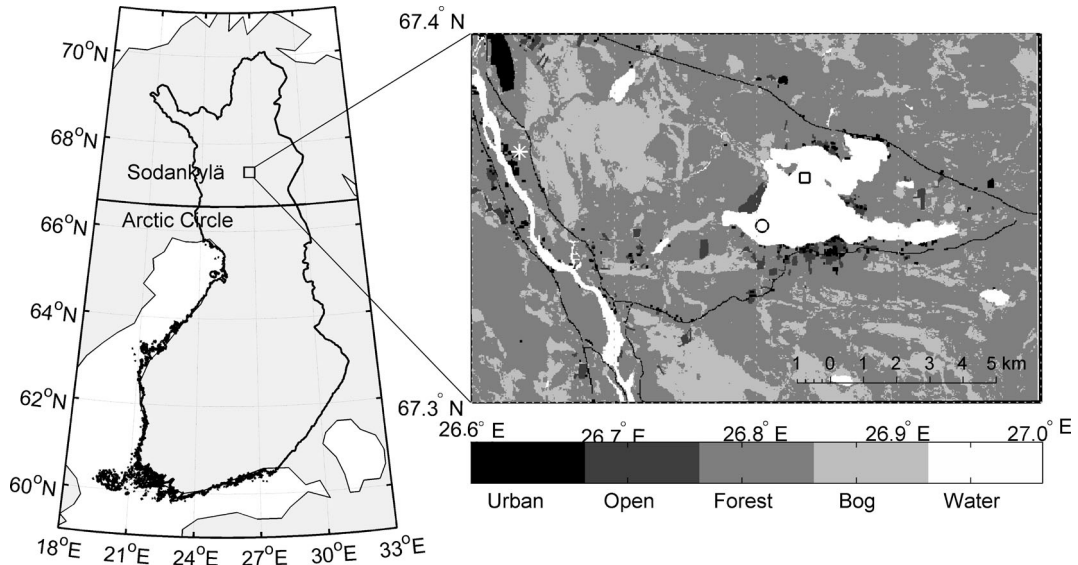 70°N
68°N
66°N
64°N
62°N
60°N
18°E
21°E
24°E
27°E
30°E
33°E
Sodankylä
Arctic Circle
67.4° N
67.3° N
26.6° E
26.7° E
26.8° E
26.9° E
27.0° E
1 0 1 2 3 4 5 km
Urban
Open
Forest
Bog
Water